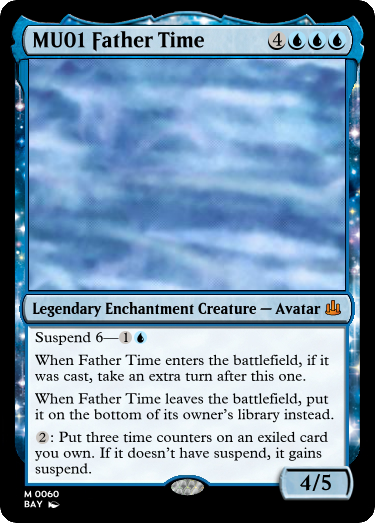 MU01 Father Time 4
Legendary Enchantment Creature — Avatar
Suspend 6—1
When Father Time enters the battlefield, if it
was cast, take an extra turn after this one.
When Father Time leaves the battlefield, put
it on the bottom of its owner's library instead.
2: Put three time counters on an exiled card
you own. If it doesn't have suspend, it gains
suspend.
4/5
M 0060
BAY